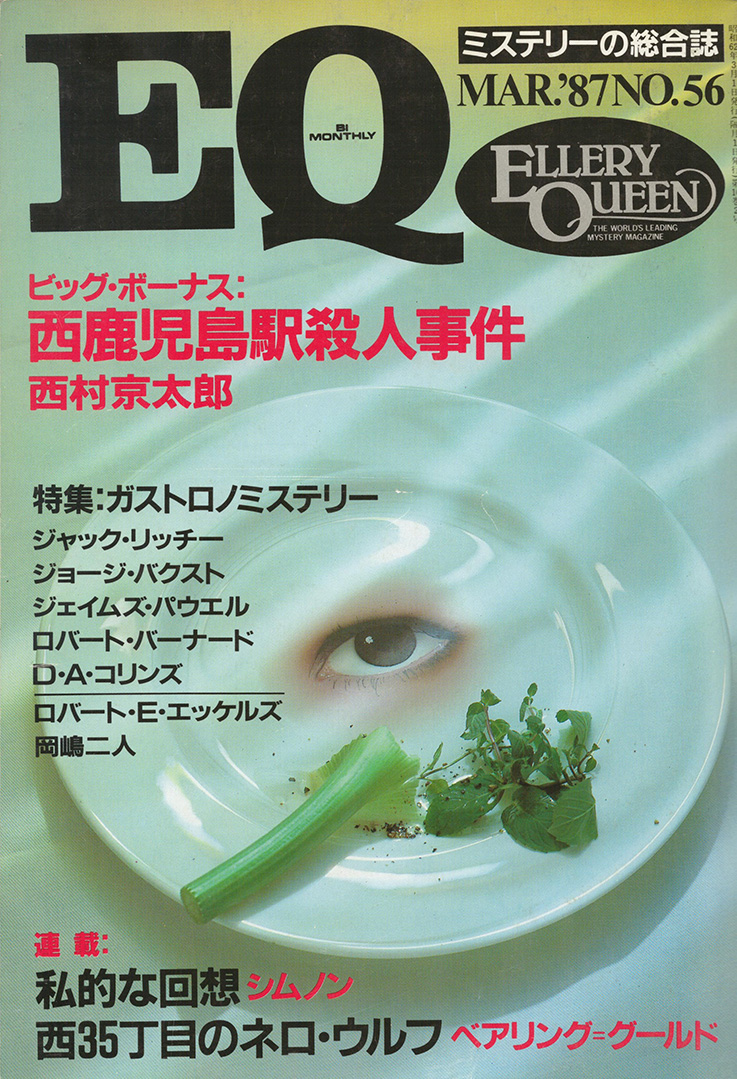 EQ
BI
MONTHLY
ミステリーの総合誌
MAR.'87NO.56
ELLERY
QUEEN
THE WORLD'S LEADING
MYSTERY MAGAZINE
ビッグ・ボーナス:
西鹿児島駅殺人事件
西村京太郎
特集:ガストロノミステリー
ジャック・リッチー
ジョージ・バクスト
ジェイムズ・パウエル
ロバート・バーナード
D・A・コリンズ
ロバート・E・エッケルズ
岡嶋二人
連載:
私的な回想 シムノン
西35丁目のネロ・ウルフ ベアリング=グールド